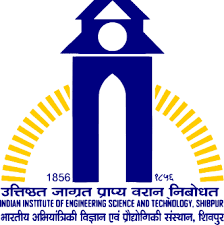 1856 १८५६
उत्तिष्ठत जाग्रत प्राप्य वरान् निबोधत
INDIAN INSTITUTE OF ENGINEERING SCIENCE AND TECHNOLOGY, SHIBPUR
भारतीय अभियांत्रिकी विज्ञान एवं प्रौद्योगिकी संस्थान, शिवपुर